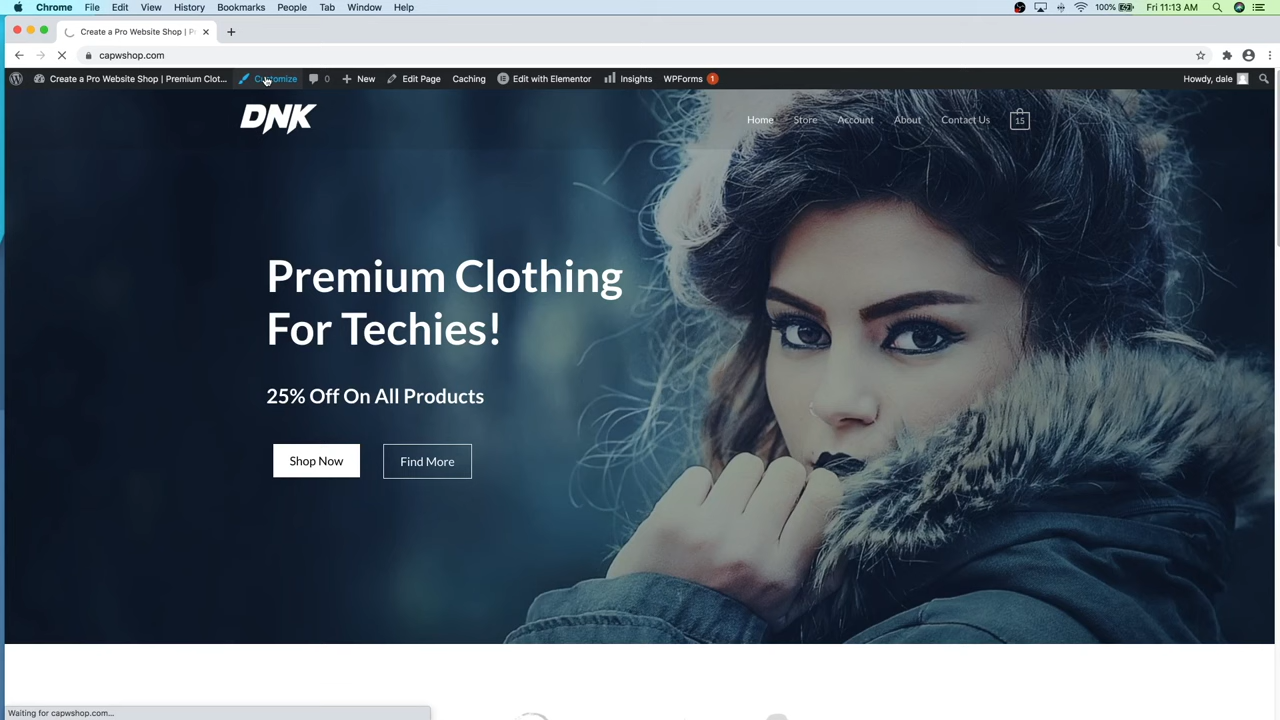 Chrome File Edit View History Bookmarks People Tab Window Help 100% Fri 11:13 AM
Create a Pro Website Shop | P
capwshop.com
Create a Pro Website Shop | Premium Clot... Customize 0 New Edit Page Caching Edit with Elementor Insights WPForms 1 Howdy, dale
DNK Home Store Account About Contact Us 15
Premium Clothing
For Techies!
25% Off On All Products
Shop Now Find More
Waiting for capwshop.com...